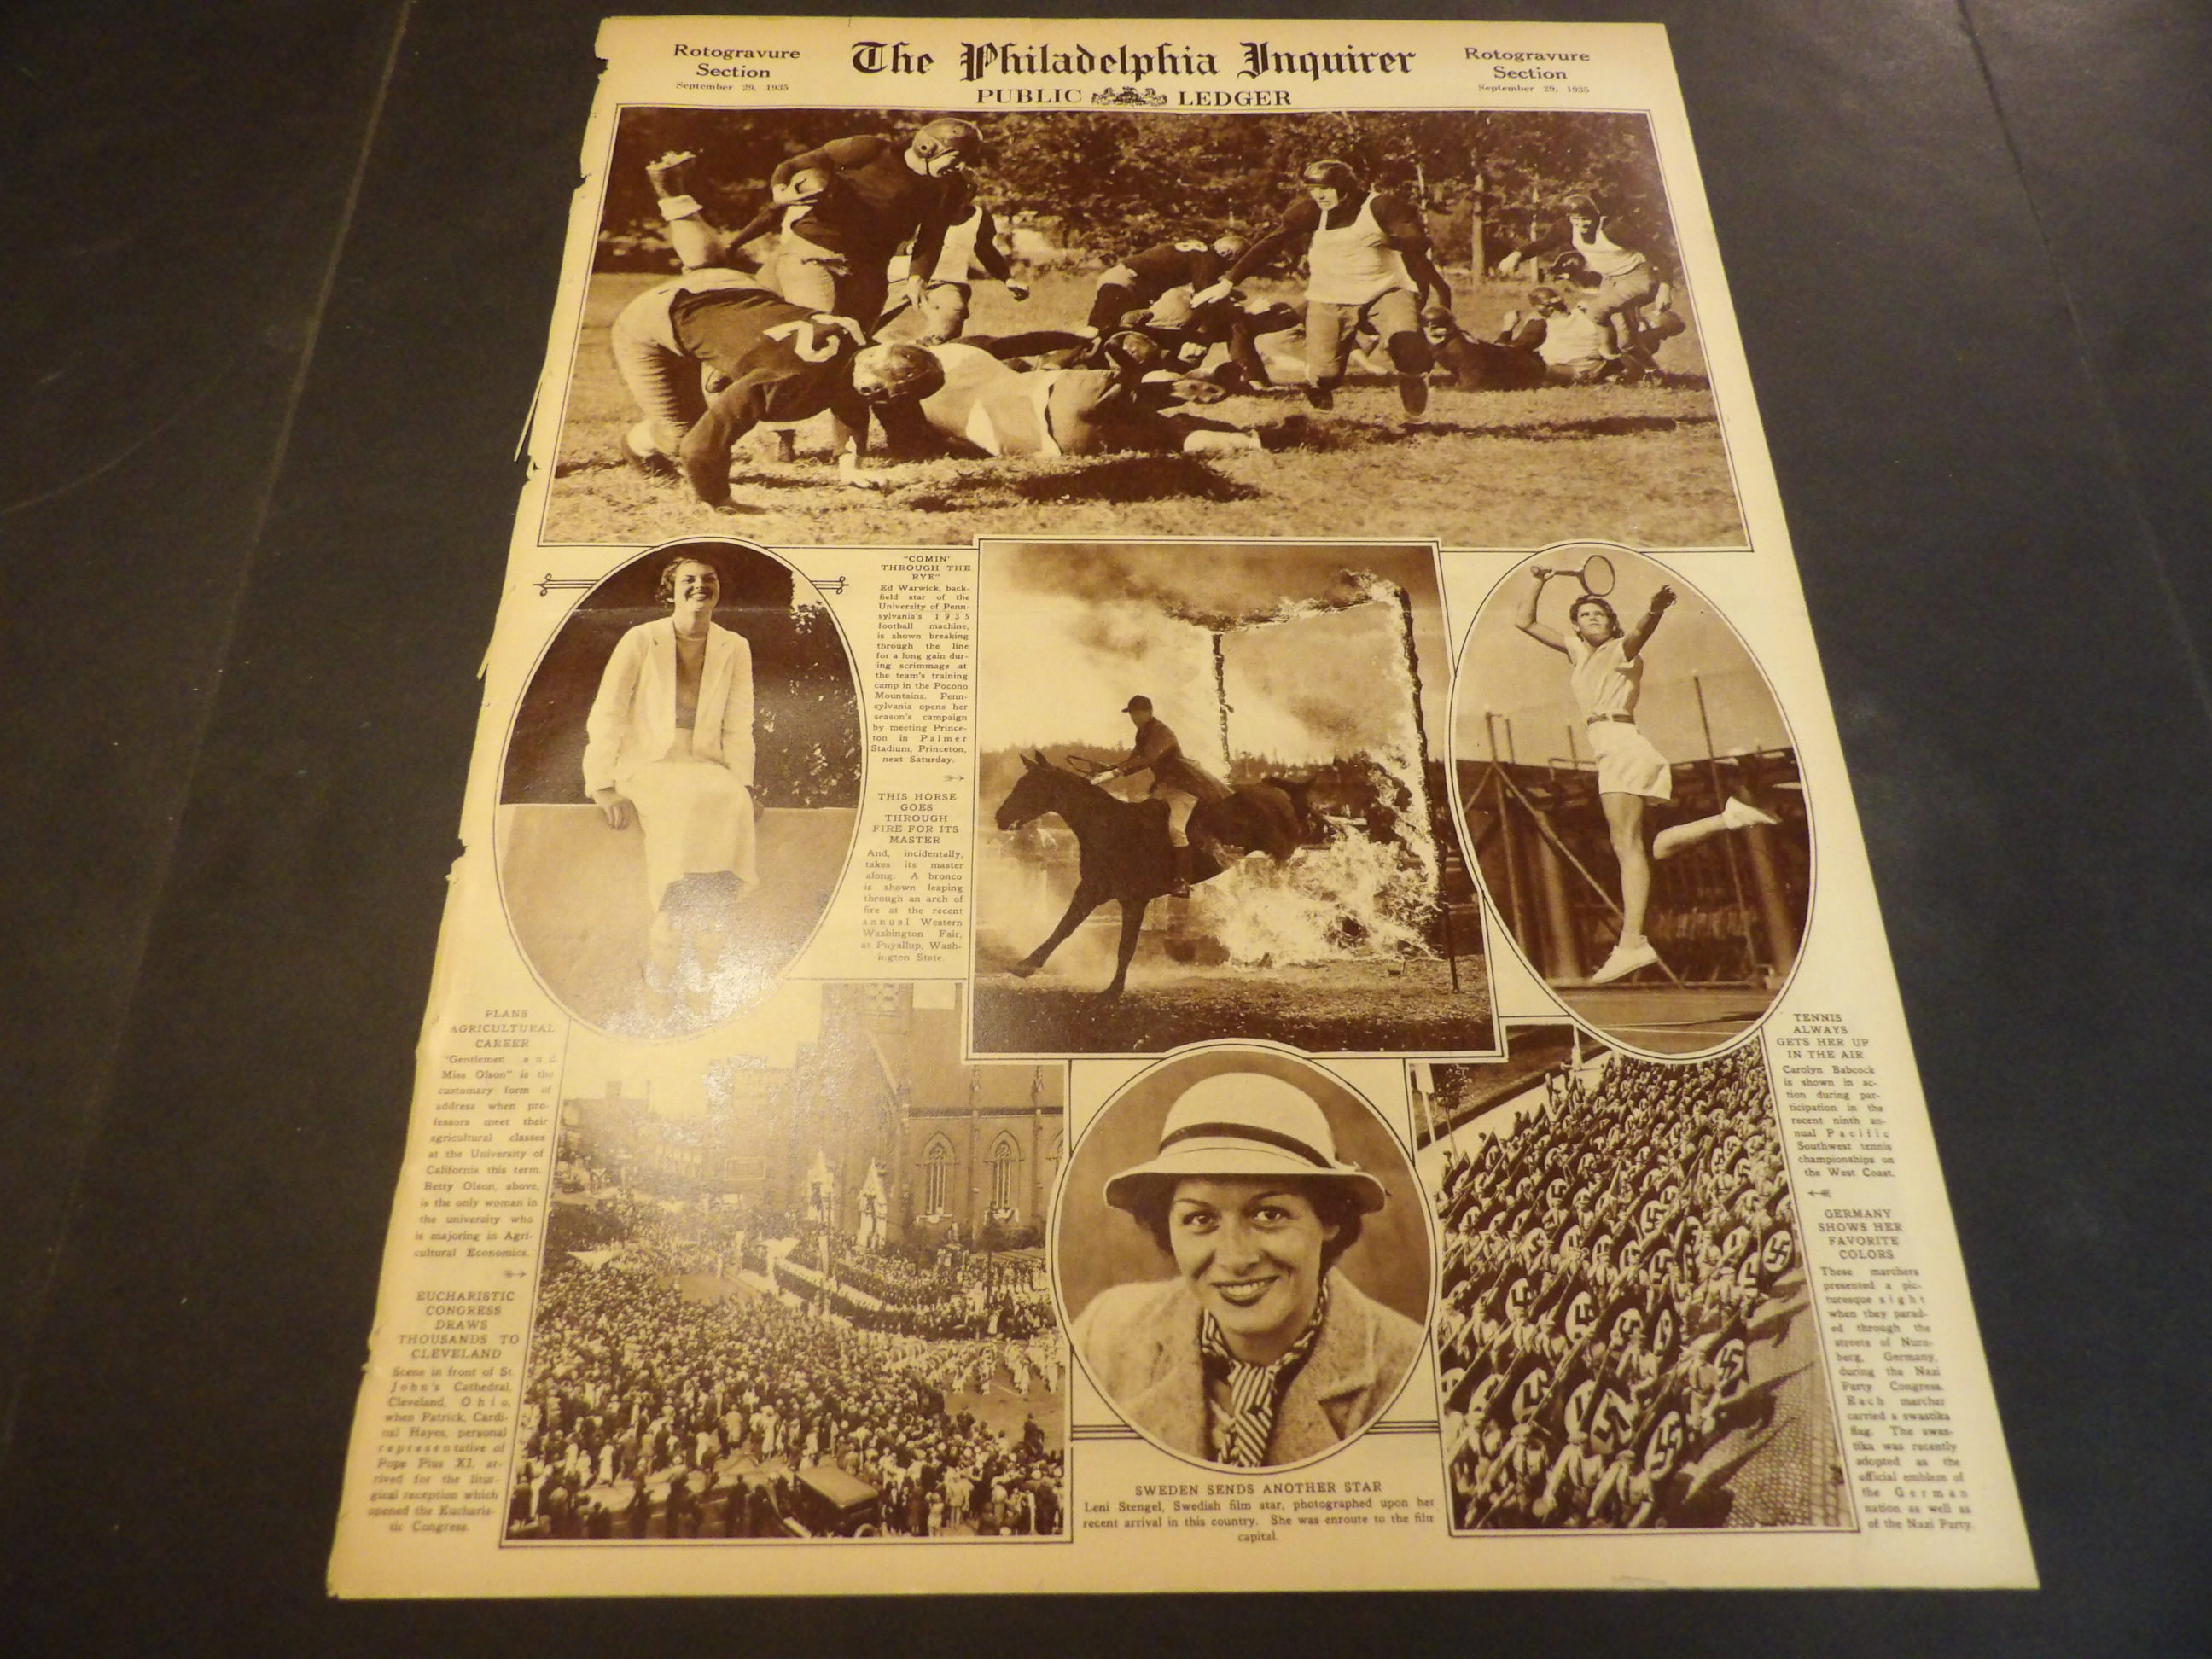 Rotogravure
Section
September 29, 1935
The Philadelphia Inquirer
PUBLIC LEDGER
Rotogravure
Section
September 29, 1935
"COMIN'
THROUGH THE
RYE"
Ed Warwick, back-
field star of the
University of Penn-
sylvania's 1935
football machine,
is shown breaking
through the line
for a long gain dur-
ing scrimmage at
the team's training
camp in the Pocono
Mountains. Penn-
sylvania opens her
season's campaign
by meeting Prince-
ton in Palmer
Stadium, Princeton,
next Saturday.
THIS HORSE
GOES
THROUGH
FIRE FOR ITS
MASTER
And, incidentally,
takes its master
along. A bronco
is shown leaping
through an arch of
fire at the recent
annual Western
Washington Fair,
at Puyallup, Wash-
ington State.
PLANS
AGRICULTURAL
CAREER
"Gentlemen and
Miss Olson" is the
customary form of
address when pro-
fessors meet their
agricultural classes
at the University of
California this term.
Betty Olson, above,
is the only woman in
the university who
is majoring in Agri-
cultural Economics.
EUCHARISTIC
CONGRESS
DRAWS
THOUSANDS TO
CLEVELAND
Scene in front of St.
John's Cathedral,
Cleveland, Ohio,
when Patrick, Cardi-
nal Hayes, personal
representative of
Pope Pius XI, ar-
rived for the litur-
gical reception which
opened the Eucharis-
tic Congress.
SWEDEN SENDS ANOTHER STAR
Leni Stengel, Swedish film star, photographed upon her
recent arrival in this country. She was enroute to the film
capital.
TENNIS
ALWAYS
GETS HER UP
IN THE AIR
Carolyn Babcock
is shown in ac-
tion during par-
ticipation in the
recent ninth an-
nual Pacific
Southwest tennis
championships on
the West Coast.
GERMANY
SHOWS HER
FAVORITE
COLORS
These marchers
presented a pic-
turesque sight
when they parad-
ed through the
streets of Nurn-
berg, Germany,
during the Nazi
Party Congress.
Each marcher
carried a swastika
flag. The swas-
tika was recently
adopted as the
official emblem of
the German
nation as well as
of the Nazi Party.